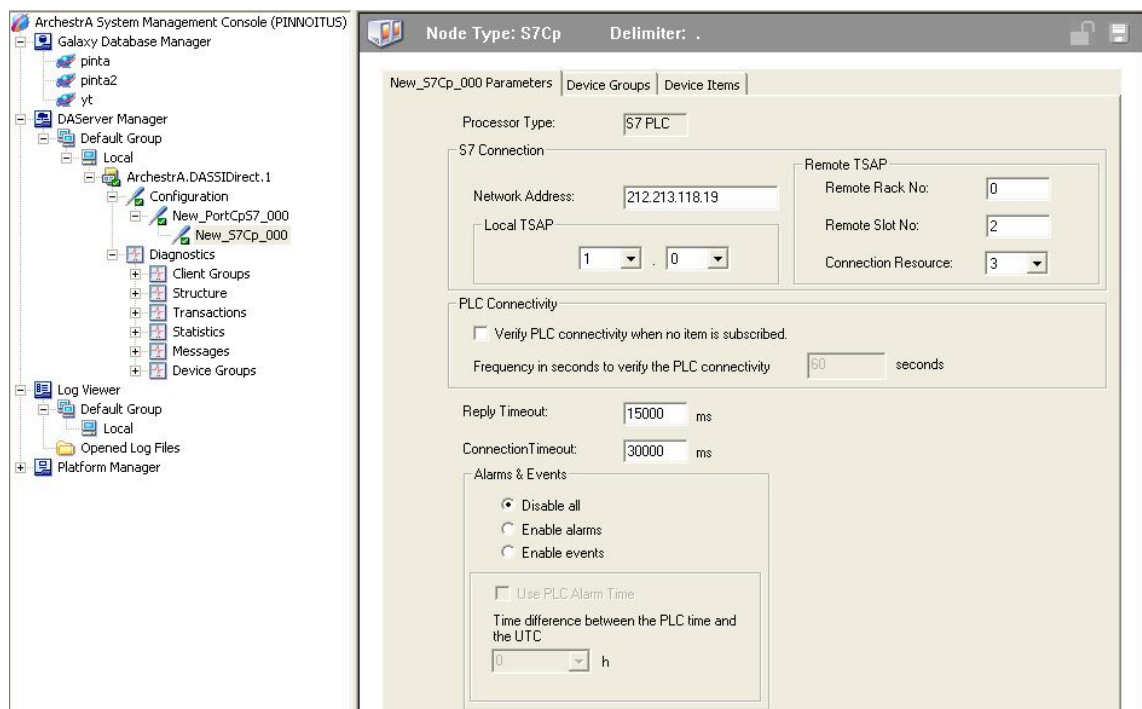 ArchestrA System Management Console (PINNOITUS)
Galaxy Database Manager
pinta
pinta2
yt
DAServer Manager
Default Group
Local
ArchestrA.DASSIDirect.1
Configuration
New_PortCpS7_000
New_S7Cp_000
Diagnostics
Client Groups
Structure
Transactions
Statistics
Messages
Device Groups
Log Viewer
Default Group
Local
Opened Log Files
Platform Manager
Node Type: S7Cp Delimiter: .
New_S7Cp_000 Parameters Device Groups Device Items
Processor Type: S7 PLC
S7 Connection
Remote TSAP
Network Address: 212.213.118.19
Remote Rack No: 0
Local TSAP
Remote Slot No: 2
1 . 0
Connection Resource: 3
PLC Connectivity
Verify PLC connectivity when no item is subscribed.
Frequency in seconds to verify the PLC connectivity 60 seconds
Reply Timeout: 15000 ms
ConnectionTimeout: 30000 ms
Alarms & Events
Disable all
Enable alarms
Enable events
Use PLC Alarm Time
Time difference between the PLC time and
the UTC
0 h